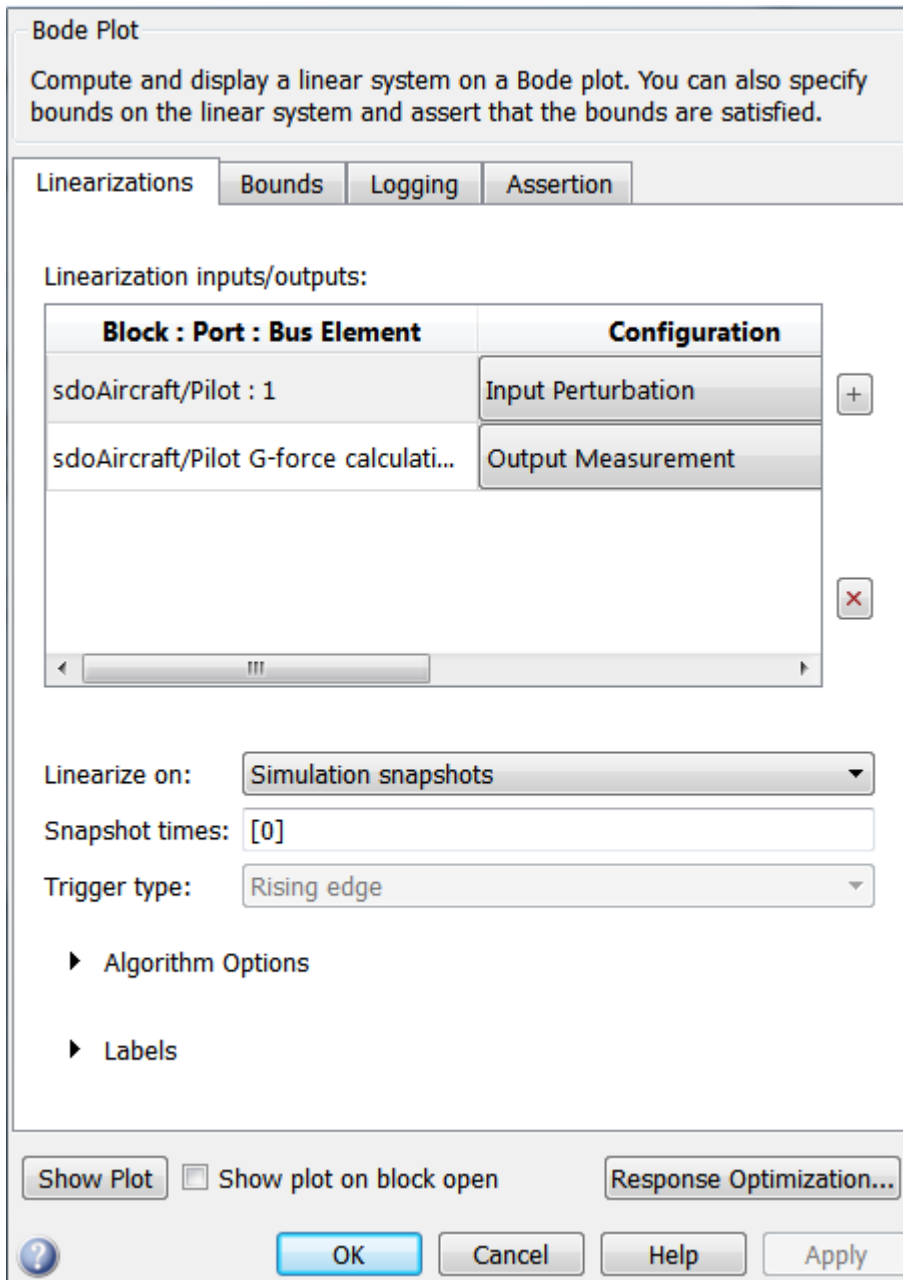 Bode Plot
Compute and display a linear system on a Bode plot. You can also specify
bounds on the linear system and assert that the bounds are satisfied.
Linearizations Bounds Logging Assertion
Linearization inputs/outputs:
Block : Port : Bus Element Configuration
sdoAircraft/Pilot : 1 Input Perturbation
sdoAircraft/Pilot G-force calculati... Output Measurement
Linearize on: Simulation snapshots
Snapshot times: [0]
Trigger type: Rising edge
Algorithm Options
Labels
Show Plot Show plot on block open Response Optimization...
? OK Cancel Help Apply